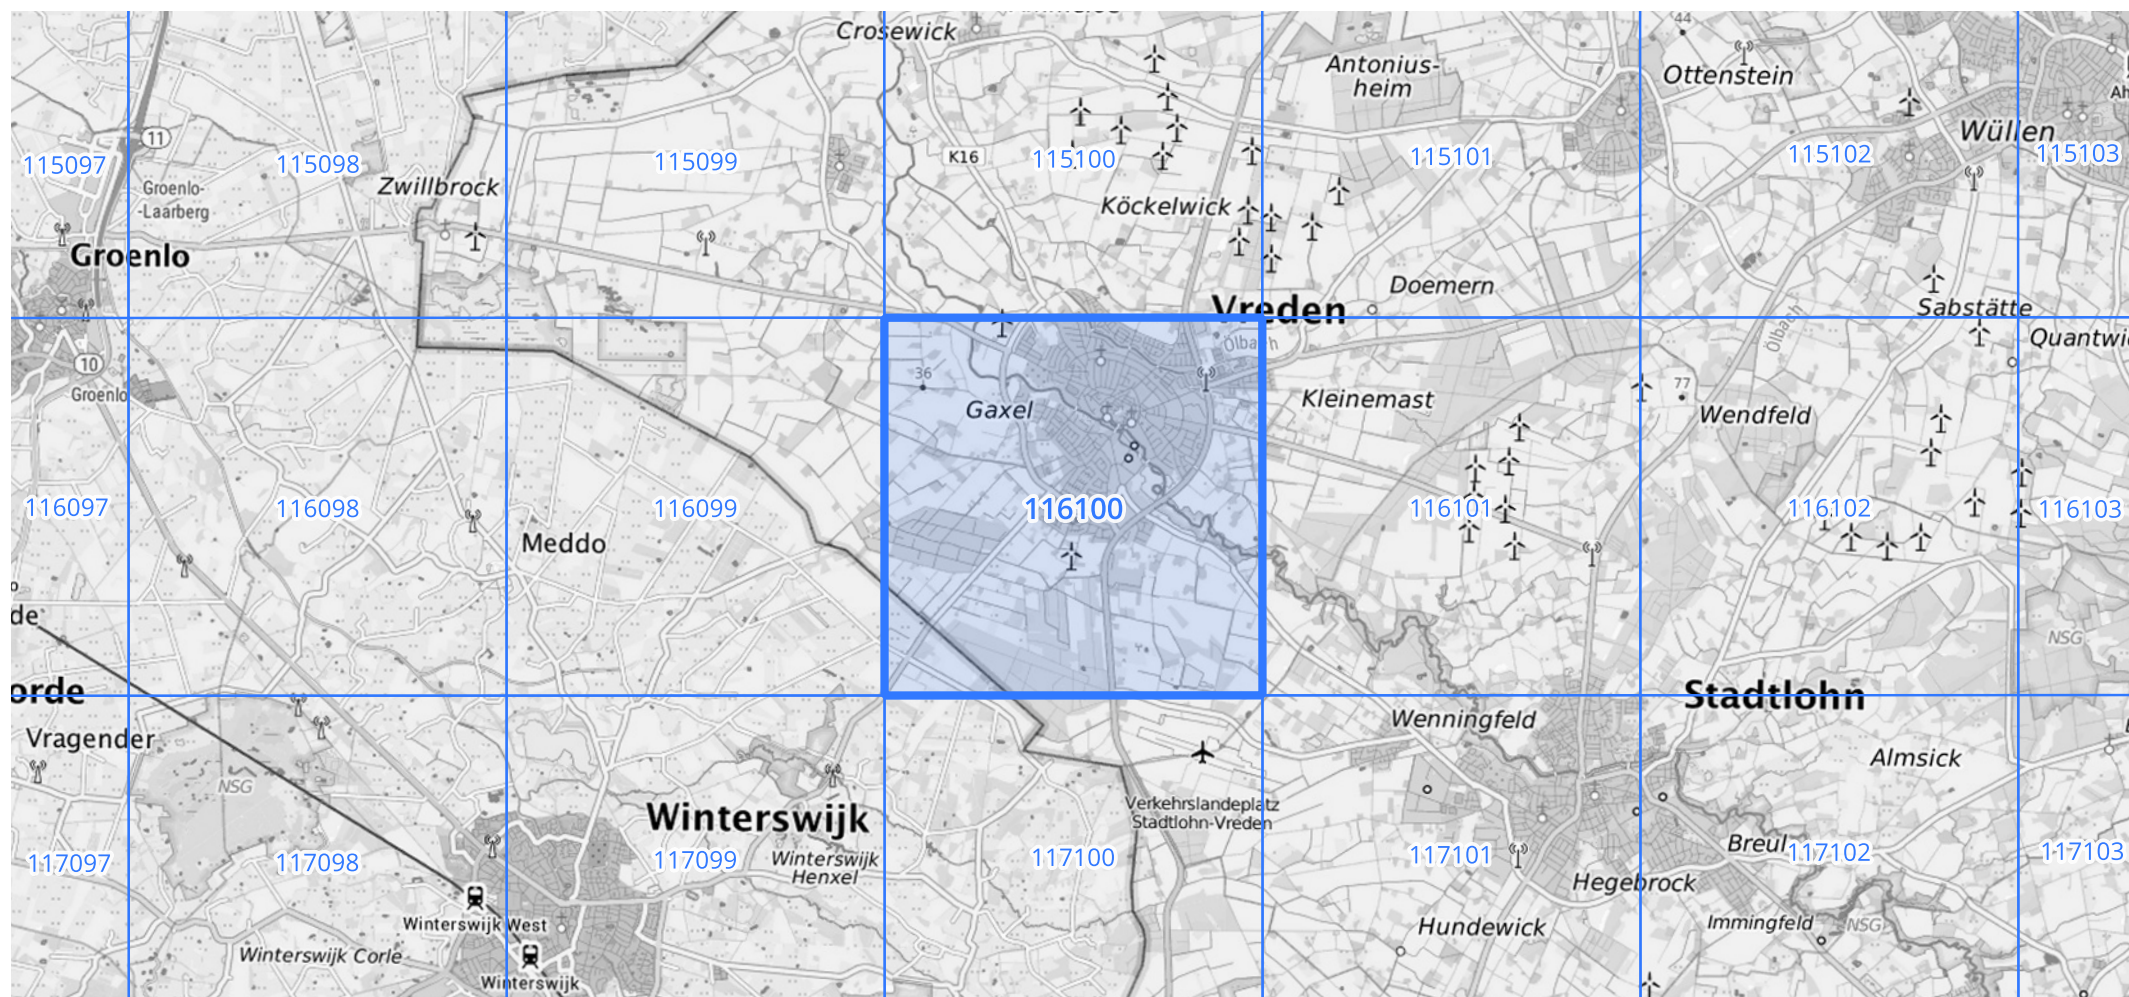 Crosewick
44
Ottenstein
Antonius-
heim
Wüllen
11
K16
115097
115098
115099
115100
115101
115102
115103
Zwillbrock
Groenlo-
-Laarberg
Köckelwick
Groenlo
Doemern
Vreden
Sabstätte
Ölbach
Ölbach
10
Groenlo
36
Gaxel
Kleinemast
77
Wendfeld
116097
116098
116099
116100
116101
116102
116103
Meddo
de
NSG
orde
Stadtlohn
Vragender
Wenningfeld
Almsick
NSG
Winterswijk
Verkehrslandeplatz
Stadtlohn-Vreden
Breul
117097
117098
117099
117100
117101
117102
117103
Winterswijk
Henxel
Hegebrock
Winterswijk West
Hundewick
Immingfeld
NSG
Winterswijk Corle
Winterswijk